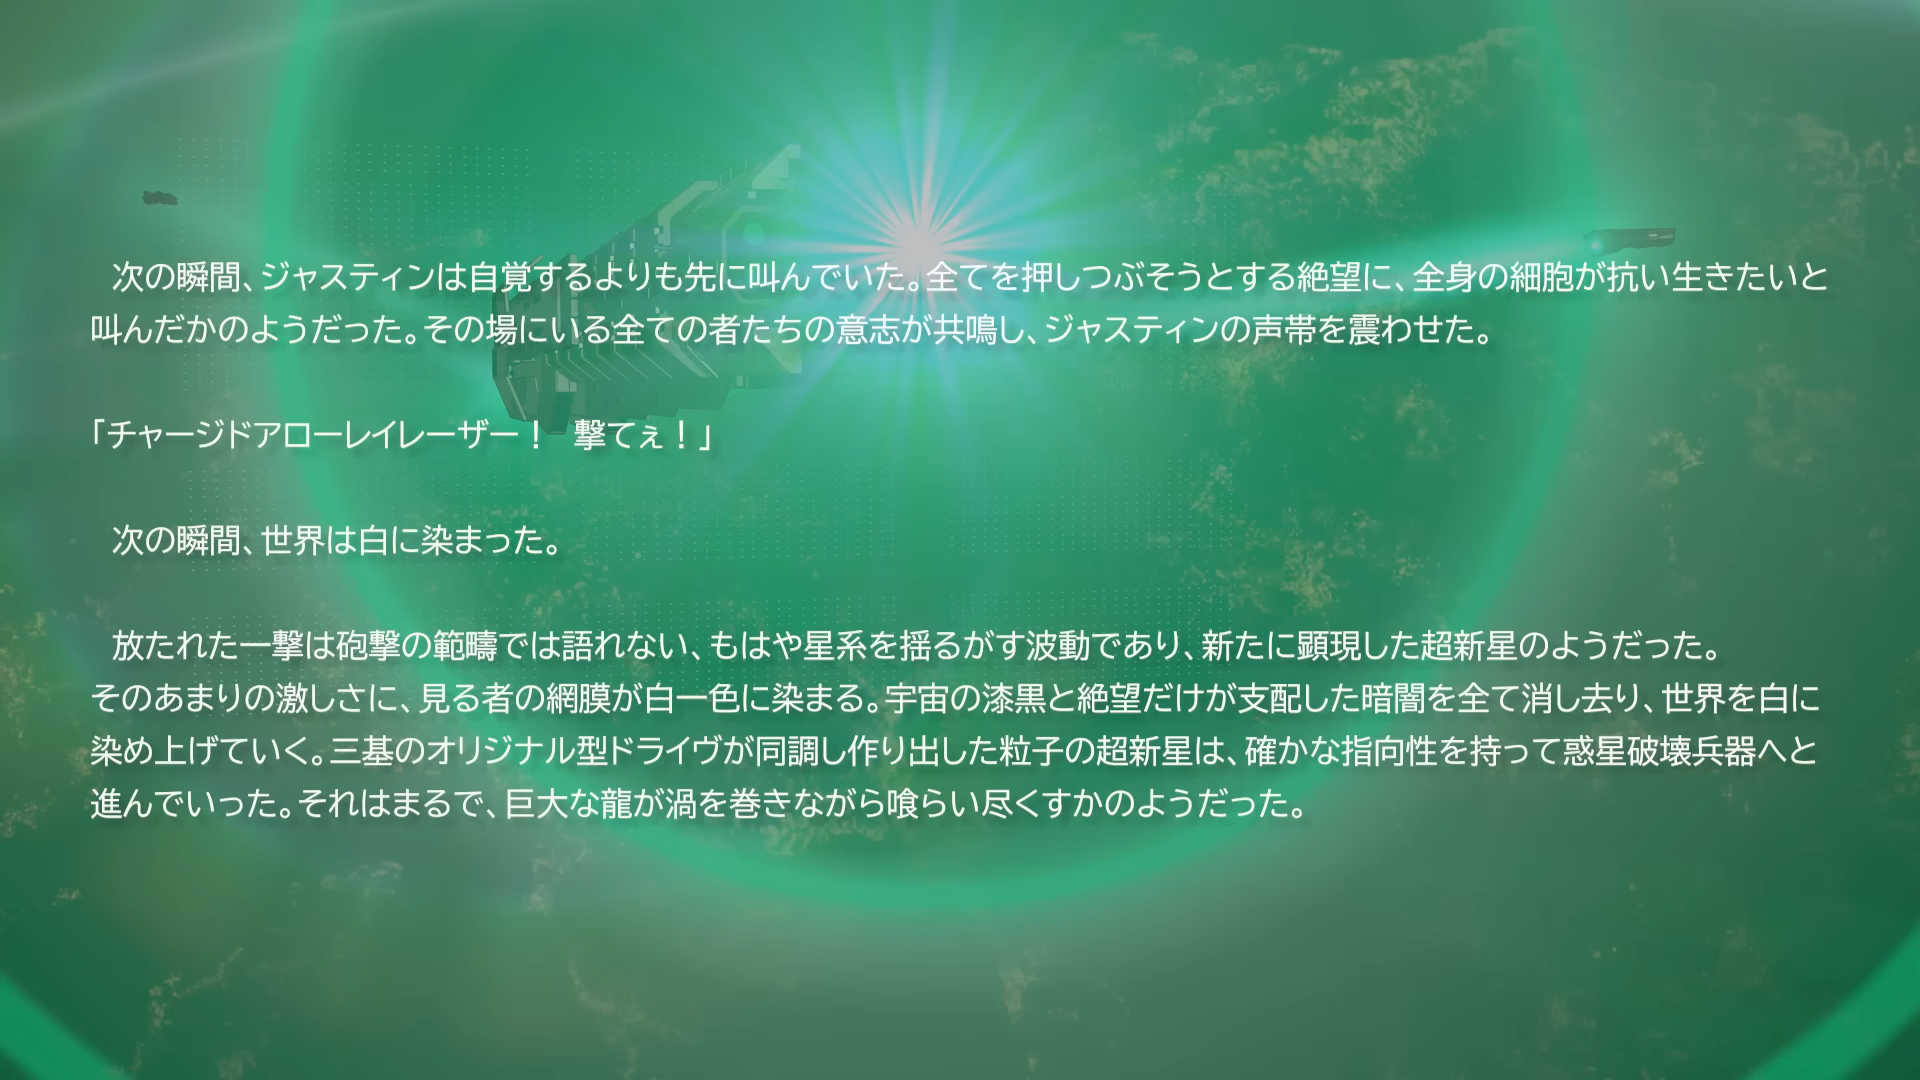 次の瞬間、ジャスティンは自覚するよりも先に叫んでいた。全てを押しつぶそうとする絶望に、全身の細胞が抗い生きたいと
叫んだかのようだった。その場にいる全ての者たちの意志が共鳴し、ジャスティンの声帯を震わせた。
「チャージドアローレイレーザー！　撃てぇ！」
　次の瞬間、世界は白に染まった。
　放たれた一撃は砲撃の範疇では語れない、もはや星系を揺るがす波動であり、新たに顕現した超新星のようだった。
そのあまりの激しさに、見る者の網膜が白一色に染まる。宇宙の漆黒と絶望だけが支配した暗闇を全て消し去り、世界を白に
染め上げていく。三基のオリジナル型ドライヴが同調し作り出した粒子の超新星は、確かな指向性を持って惑星破壊兵器へと
進んでいった。それはまるで、巨大な龍が渦を巻きながら喰らい尽くすかのようだった。